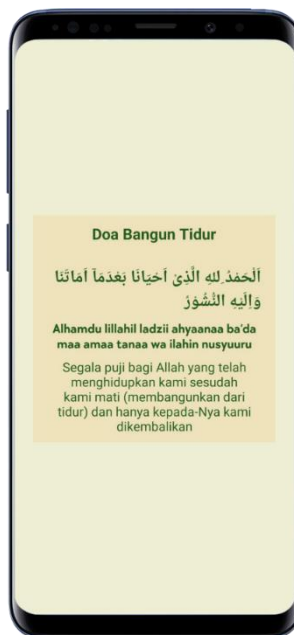 Doa Bangun Tidur
اَلْحَمْدُ ِللهِ الَّذِىْ اَحْيَانَا بَعْدَمَآ اَمَاتَنَا
وَاِلَيْهِ النُّشُوْرُ
Alhamdu lillahil ladzii ahyaanaa ba'da
maa amaa tanaa wa ilahin nusyuuru
Segala puji bagi Allah yang telah
menghidupkan kami sesudah
kami mati (membangunkan dari
tidur) dan hanya kepada-Nya kami
dikembalikan